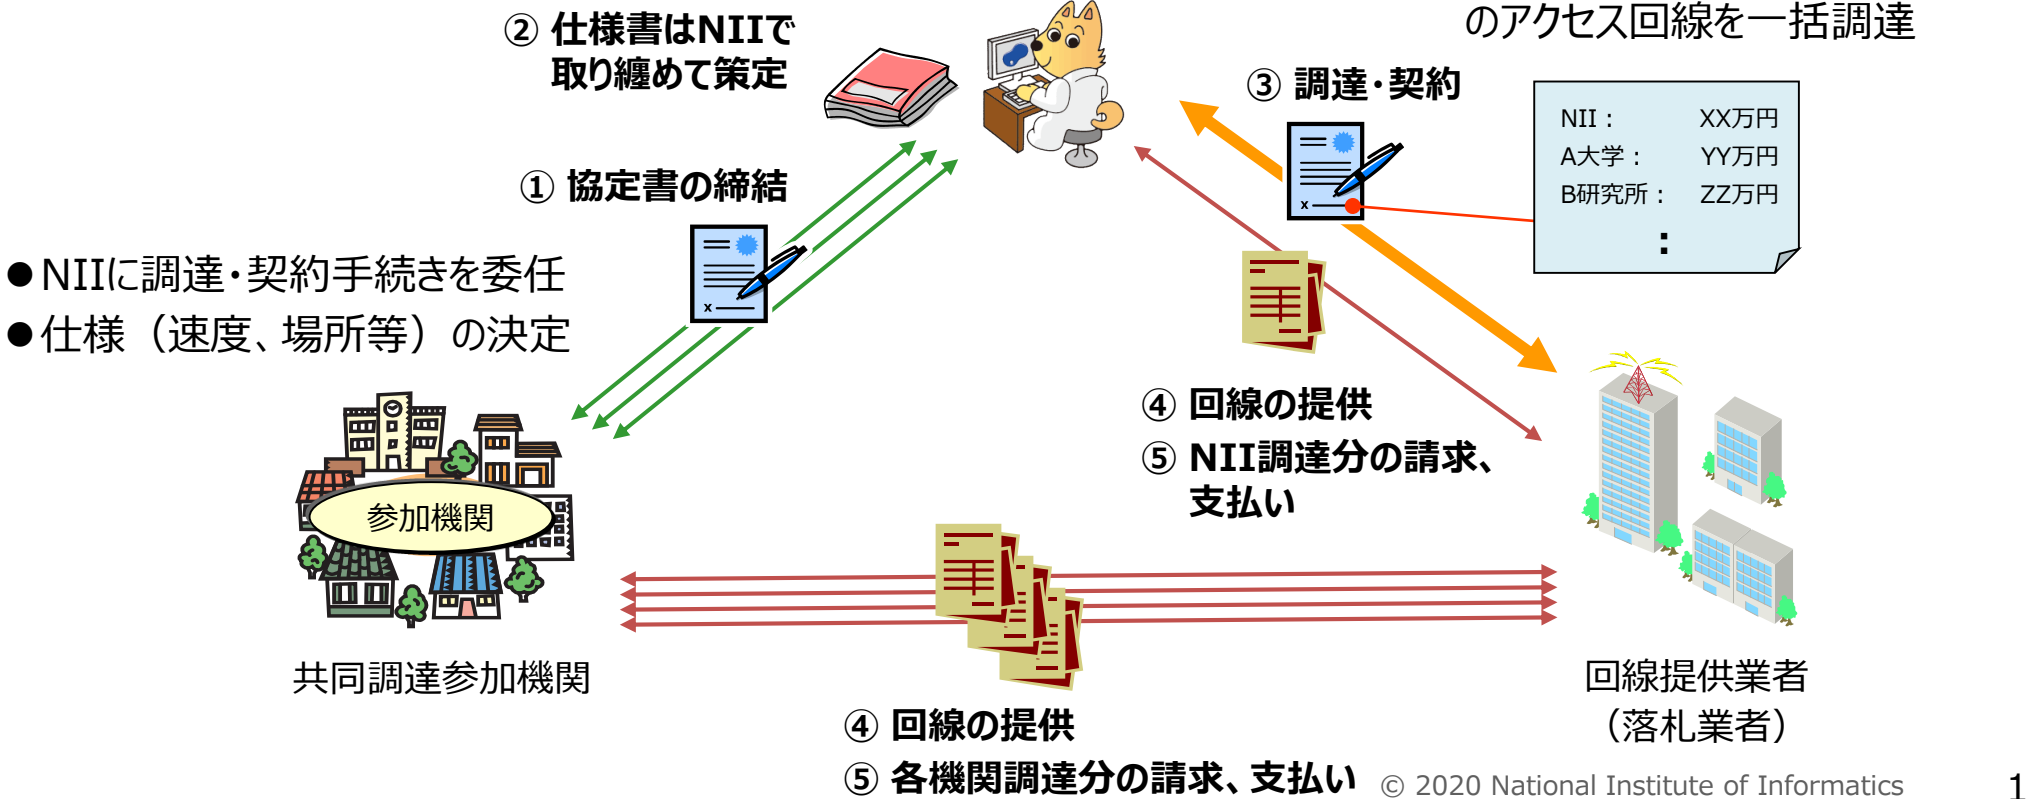 のアクセス回線を一括調達
② 仕様書はNIIで
取り纏めて策定
③ 調達・契約
NII： XX万円
A大学： YY万円
B研究所： ZZ万円
：
① 協定書の締結
x
x
●NIIに調達・契約手続きを委任
●仕様（速度、場所等）の決定
④ 回線の提供
⑤ NII調達分の請求、
支払い
参加機関
共同調達参加機関
回線提供業者
（落札業者）
④ 回線の提供
⑤ 各機関調達分の請求、支払い
© 2020 National Institute of Informatics
1